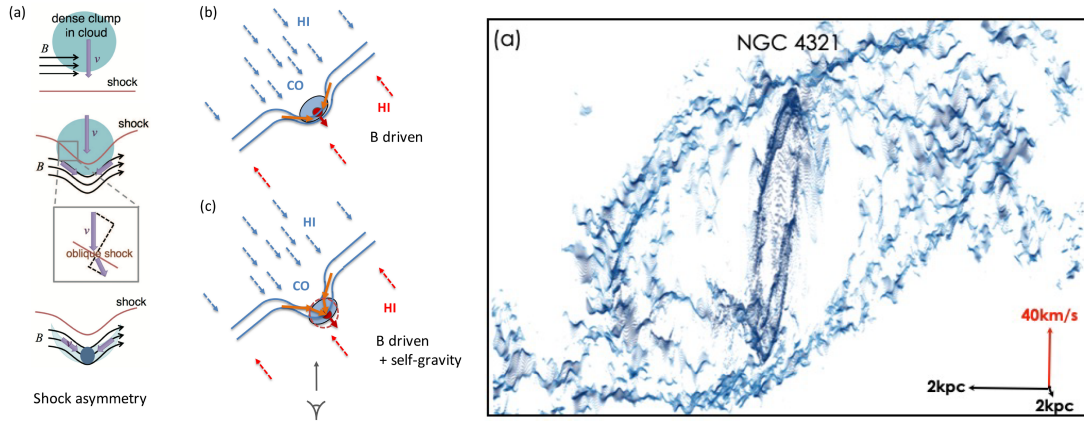 (a)
dense clump
in cloud
B
v
shock
shock
v
B
v
oblique shock
shock
B
Shock asymmetry
(b)
HI
CO
HI
B driven
(c)
HI
CO
HI
B driven
+ self-gravity
(a)
NGC 4321
40km/s
2kpc
2kpc